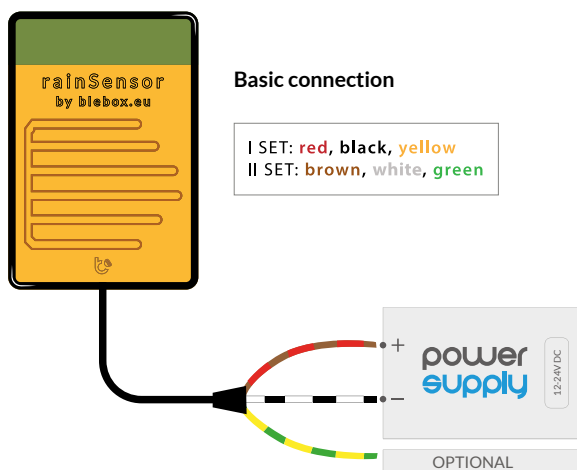 rainSensor
by blebox.eu
Basic connection
I SET: red, black, yellow
II SET: brown, white, green
+
power
supply
12-24V DC
−
OPTIONAL